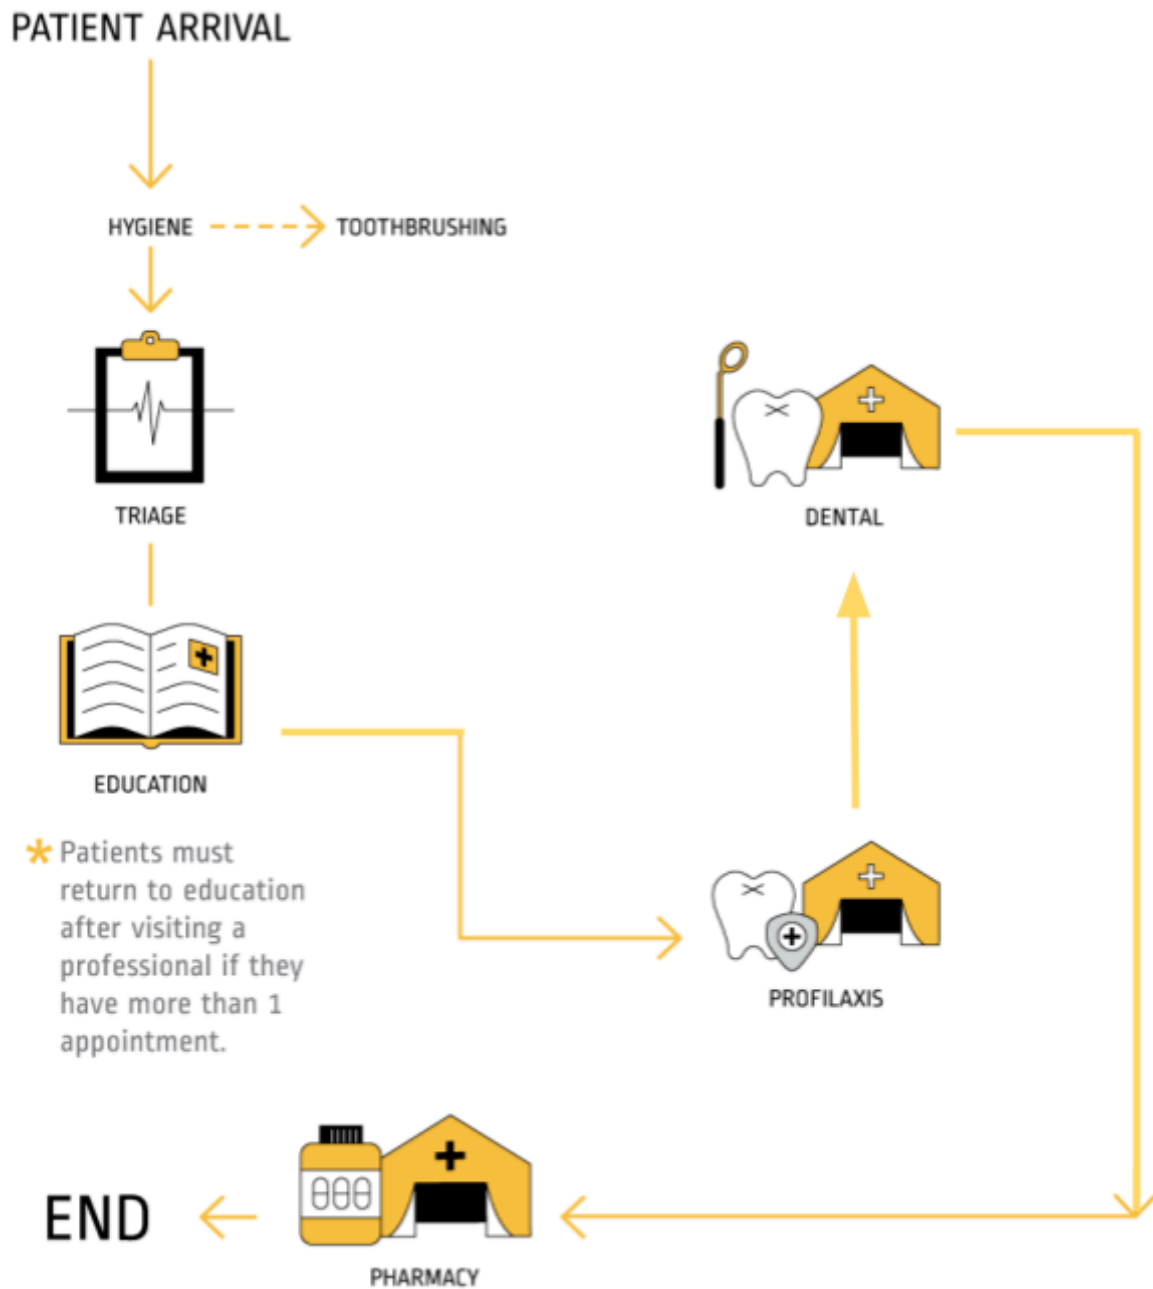 PATIENT ARRIVAL
HYGIENE
TOOTHBRUSHING
TRIAGE
EDUCATION
* Patients must
return to education
after visiting a
professional if they
have more than 1
appointment.
DENTAL
PROFILAXIS
PHARMACY
END